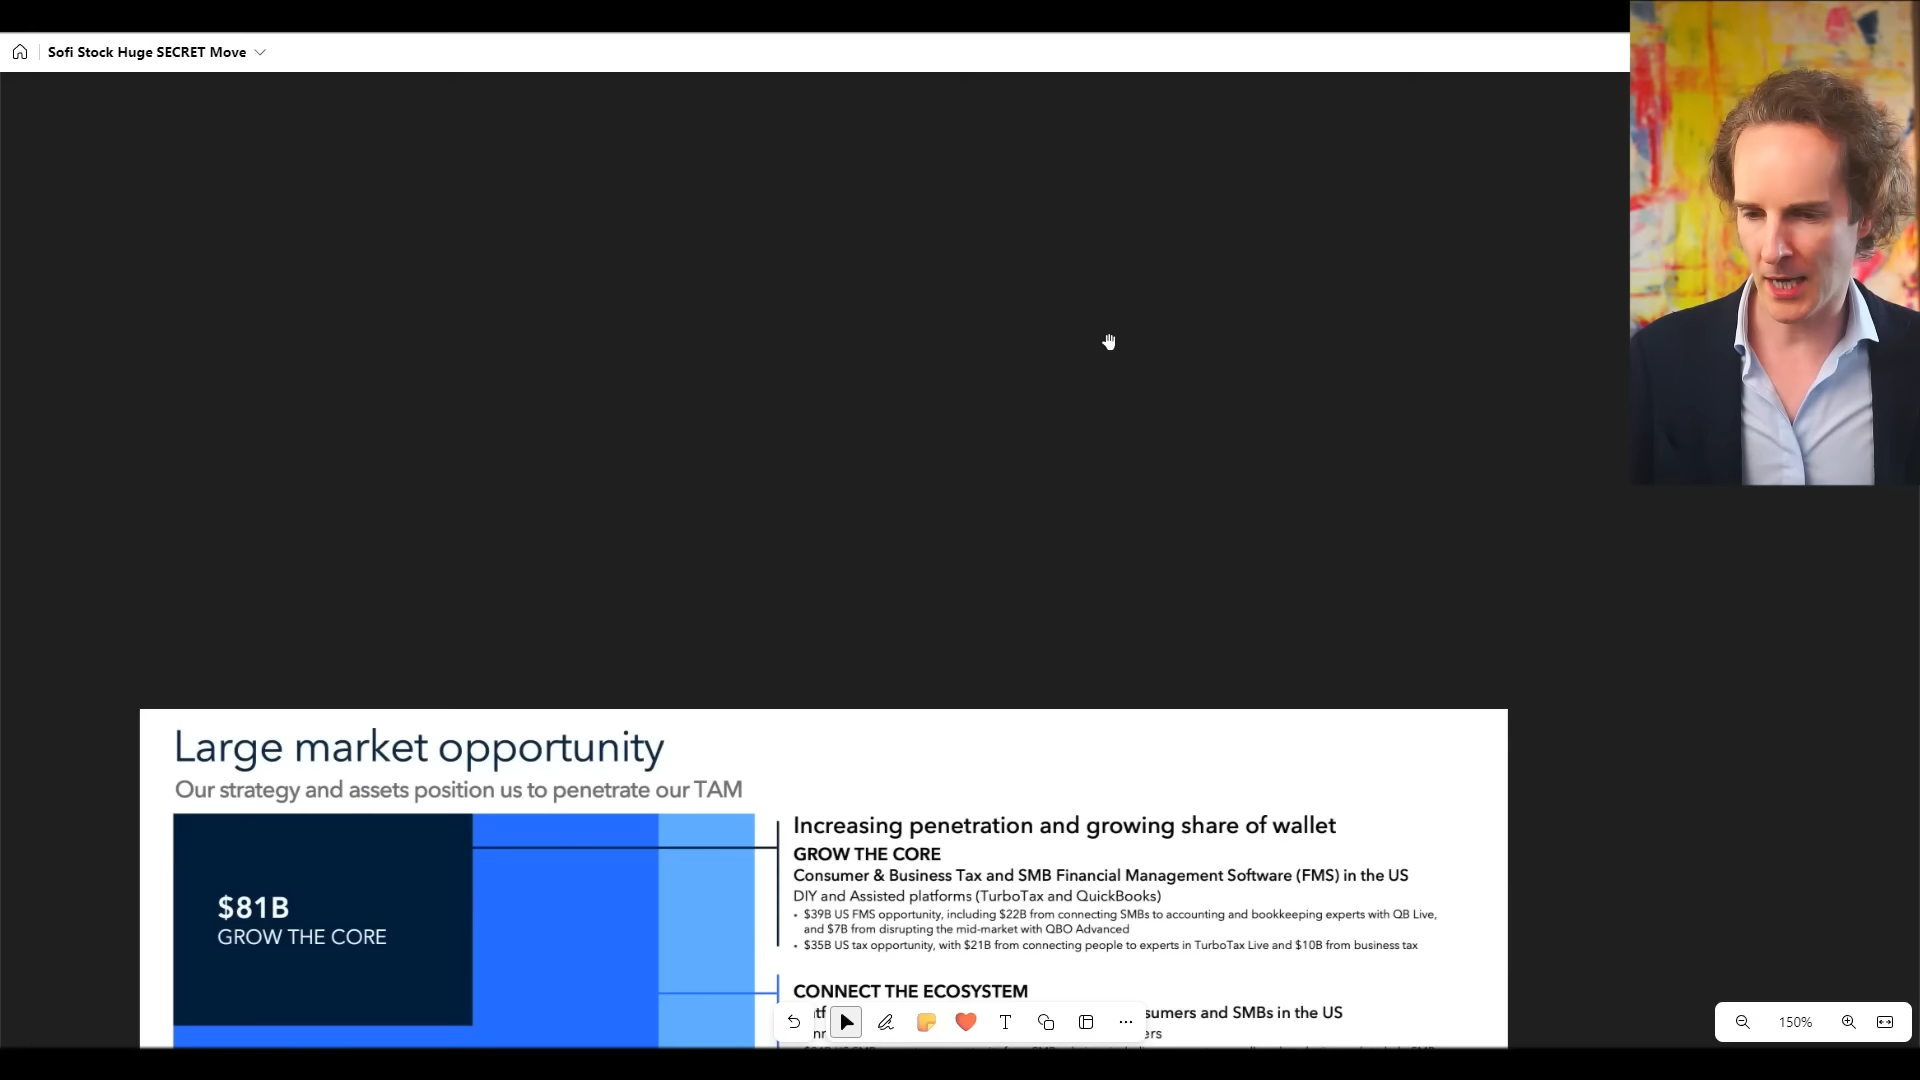 Sofi Stock Huge SECRET Move
Large market opportunity
Our strategy and assets position us to penetrate our TAM
$81B
GROW THE CORE
Increasing penetration and growing share of wallet
GROW THE CORE
Consumer & Business Tax and SMB Financial Management Software (FMS) in the US
DIY and Assisted platforms (TurboTax and QuickBooks)
• $39B US FMS opportunity, including $22B from connecting SMBs to accounting and bookkeeping experts with QB Live,
and $7B from disrupting the mid-market with QBO Advanced
• $35B US tax opportunity, with $21B from connecting people to experts in TurboTax Live and $10B from business tax
CONNECT THE ECOSYSTEM
sumers and SMBs in the US
ers
T
150%